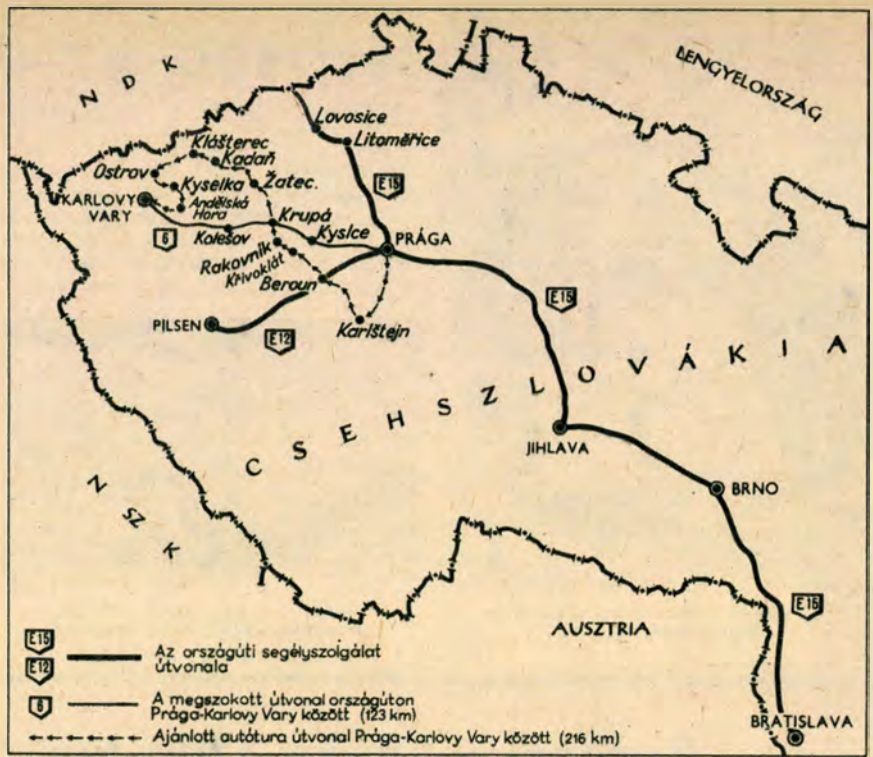 NDK
LENGYELORSZÁG
Lovosice
Litoměřice
Klášterec
Kadaň
Ostrov
Kyselka
Žatec.
E15
KARLOVY
VARY
Andělská
Hora
Krupá
6
Kolešov
Kyslce
PRÁGA
Rakovník
Křivoklát
Beroun
E15
PILSEN
E12
Karlštejn
CSEHSZLOVÁKIA
JIHLAVA
NSZK
BRNO
E15
AUSZTRIA
E15
E12
Az országúti segélyszolgálat
útvonala
6
A megszokott útvonal országúton
Prága-Karlovy Vary között (123 km)
Ajánlott autótura útvonal Prága-Karlovy Vary között (216 km)
BRATISLAVA